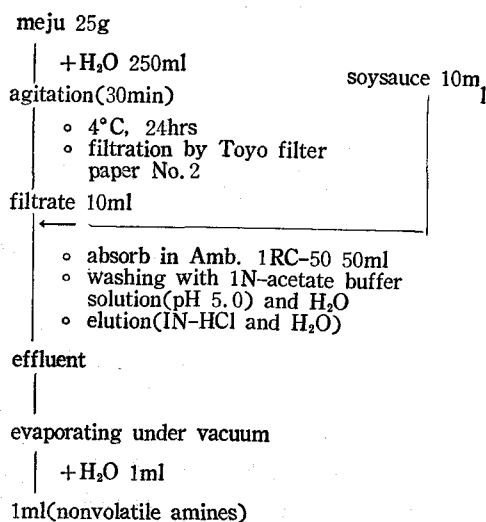 meju 25g
+H₂O 250ml
soysauce 10ml
agitation(30min)
∘ 4°C, 24hrs
∘ filtration by Toyo filter
paper No. 2
filtrate 10ml
∘ absorb in Amb. 1RC-50 50ml
∘ washing with 1N-acetate buffer
solution(pH 5.0) and H₂O
∘ elution(IN-HCl and H₂O)
effluent
evaporating under vacuum
+H₂O 1ml
1ml(nonvolatile amines)